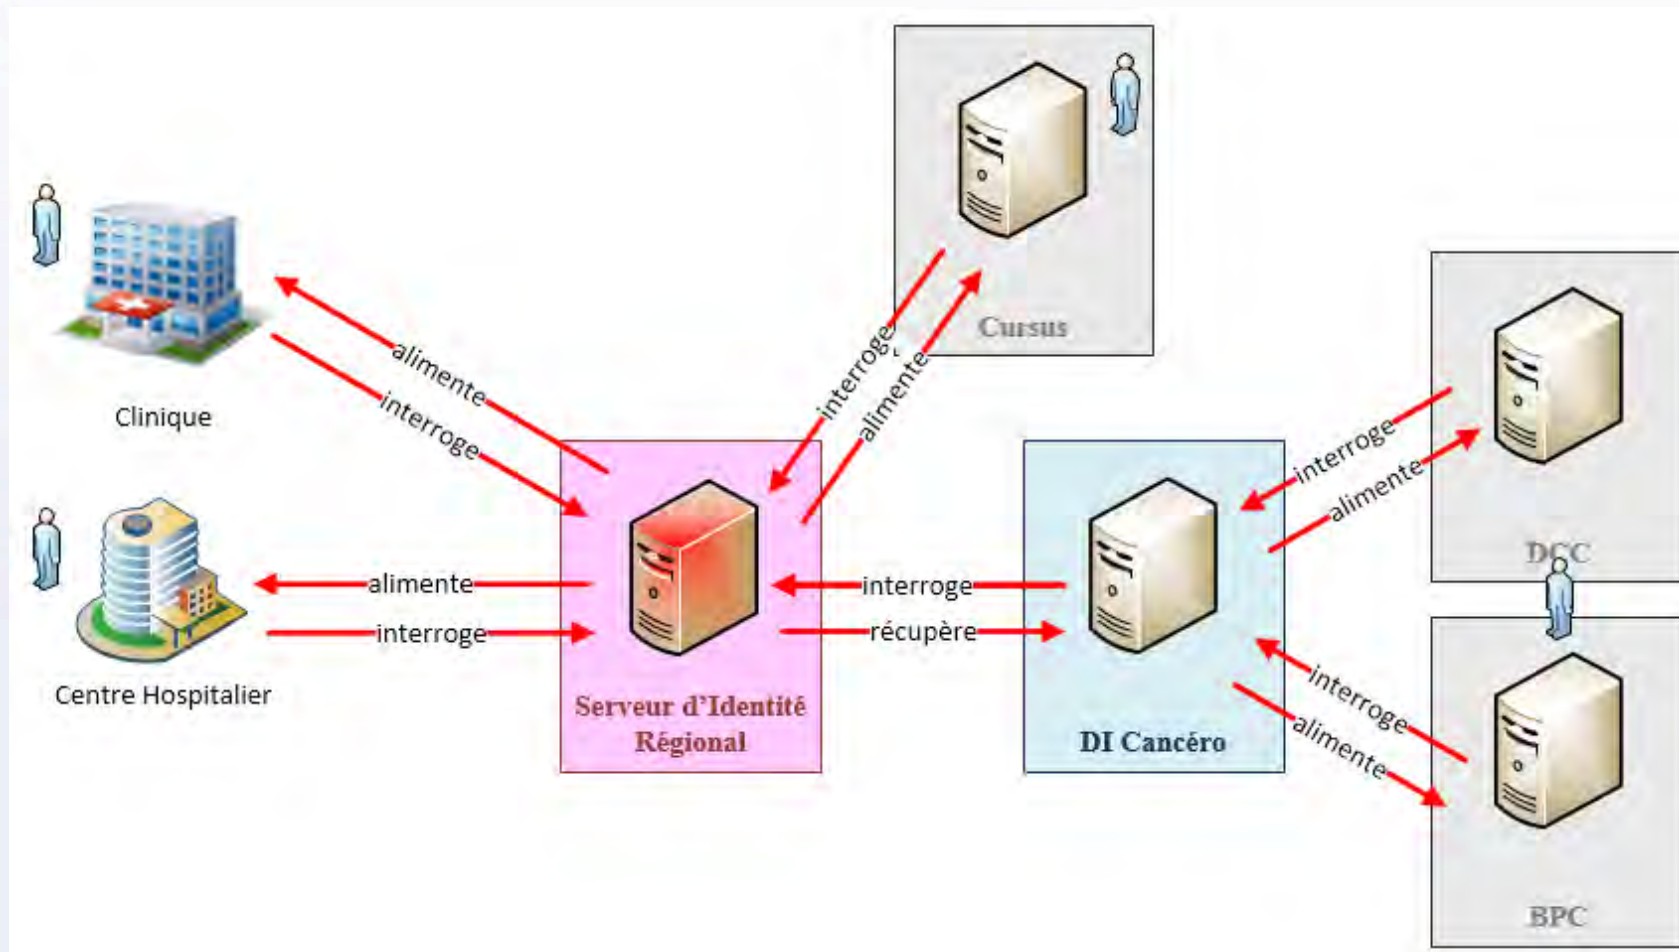 Cursus
interroge
alimente
alimente
interroge
Clinique
interroge
alimente
DCC
alimente
interroge
interroge
récupère
Centre Hospitalier
Serveur d'Identité
Régional
DI Cancéro
interroge
alimente
BPC